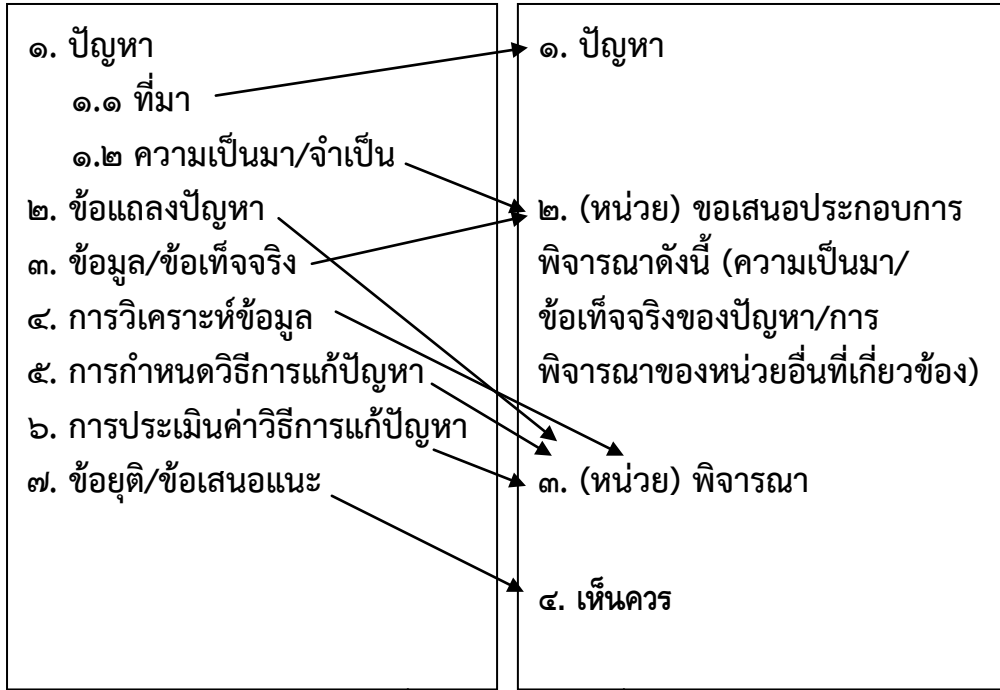 ๑. ปัญหา
๑.๑ ที่มา
๑.๒ ความเป็นมา/จำเป็น
๒. ข้อแถลงปัญหา
๓. ข้อมูล/ข้อเท็จจริง
๔. การวิเคราะห์ข้อมูล
๕. การกำหนดวิธีการแก้ปัญหา
๖. การประเมินค่าวิธีการแก้ปัญหา
๗. ข้อยุติ/ข้อเสนอแนะ
๑. ปัญหา
๒. (หน่วย) ขอเสนอประกอบการ
พิจารณาดังนี้ (ความเป็นมา/
ข้อเท็จจริงของปัญหา/การ
พิจารณาของหน่วยอื่นที่เกี่ยวข้อง)
๓. (หน่วย) พิจารณา
๔. เห็นควร